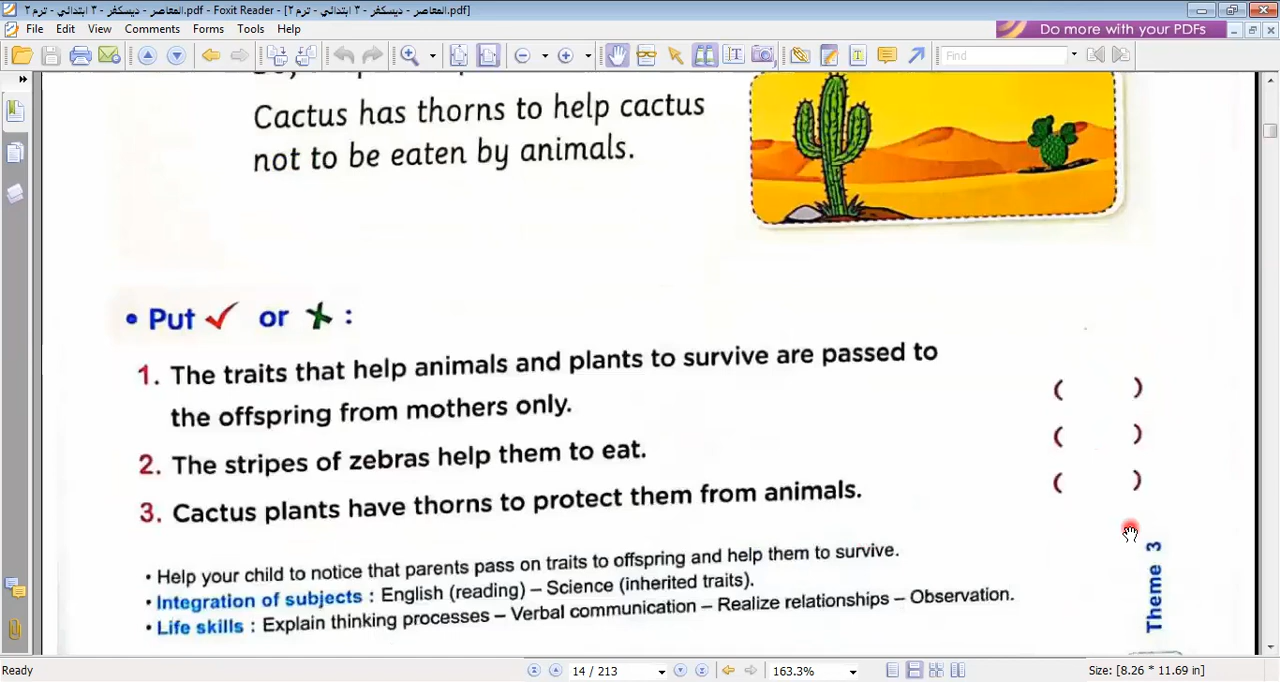 المعاصر - ديسكفر - ٣ ابتدائي - ترم ٢.pdf - Foxit Reader - [المعاصر - ديسكفر - ٣ ابتدائي - ترم ٢.pdf]
File Edit View Comments Forms Tools Help
Do more with your PDFs
Find
Cactus has thorns to help cactus
not to be eaten by animals.
• Put ✓ or ✗ :
1. The traits that help animals and plants to survive are passed to
the offspring from mothers only. ( )
2. The stripes of zebras help them to eat. ( )
3. Cactus plants have thorns to protect them from animals. ( )
• Help your child to notice that parents pass on traits to offspring and help them to survive.
• Integration of subjects : English (reading) – Science (inherited traits).
• Life skills : Explain thinking processes – Verbal communication – Realize relationships – Observation.
Theme 3
Ready 14 / 213 163.3% Size: [8.26 * 11.69 in]